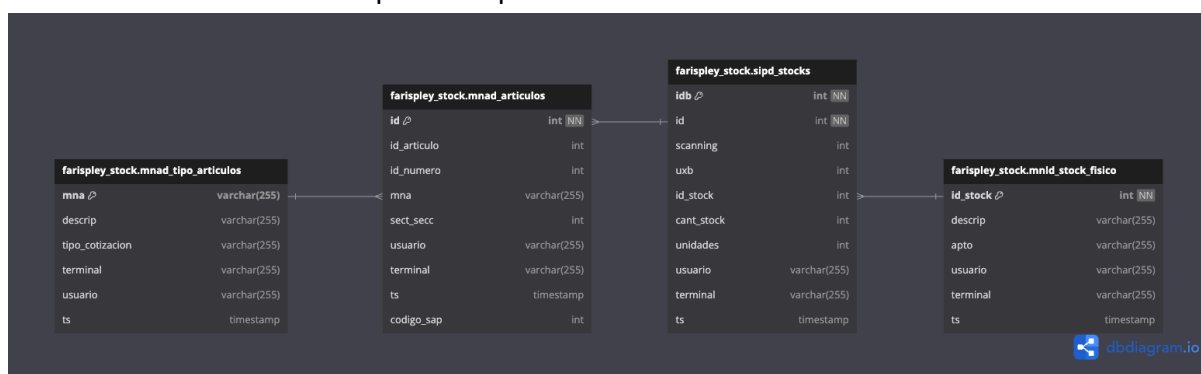 farispley_stock.mnad_tipo_articulos
mna varchar(255)
descrip varchar(255)
tipo_cotizacion varchar(255)
terminal varchar(255)
usuario varchar(255)
ts timestamp
farispley_stock.mnad_articulos
id int NN
id_articulo int
id_numero int
mna varchar(255)
sect_secc int
usuario varchar(255)
terminal varchar(255)
ts timestamp
codigo_sap int
farispley_stock.sipd_stocks
idb int NN
id int NN
scanning int
uxb int
id_stock int
cant_stock int
unidades int
usuario varchar(255)
terminal varchar(255)
ts timestamp
farispley_stock.mnld_stock_fisico
id_stock int NN
descrip varchar(255)
apto varchar(255)
usuario varchar(255)
terminal varchar(255)
ts timestamp
dbdiagram.io